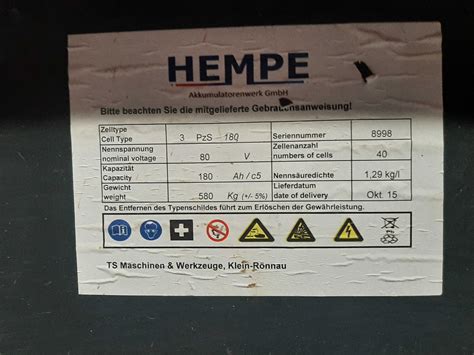 HEMPE
Akkumulatorenwerk GmbH
Bitte beachten Sie die mitgelieferte Gebrauchsanweisung!
Zelltype
Cell Type
3 PzS 180
Seriennummer
8998
Nennspannung
nominal voltage
80 V
Zellenanzahl
numbers of cells
40
Kapazität
Capacity
180 Ah / c5
Nennsäuredichte
1,29 kg/l
Gewicht
weight
580 Kg (+/- 5%)
Lieferdatum
date of delivery
Okt. 15
Das Entfernen des Typenschildes führt zum Erlöschen der Gewährleistung.
TS Maschinen & Werkzeuge, Klein-Rönnau